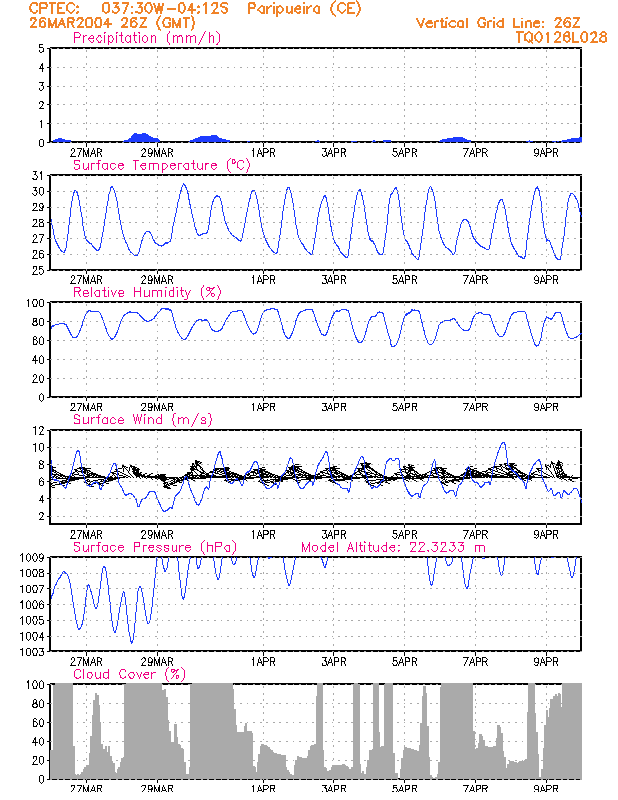 CPTEC: 037:30W-04:12S Paripueira (CE)
26MAR2004 26Z (GMT) Vertical Grid Line: 26Z
Precipitation (mm/h) TQ0126L028
5
4
3
2
1
0
27MAR 29MAR 1APR 3APR 5APR 7APR 9APR
Surface Temperature (°C)
31
30
29
28
27
26
25
27MAR 29MAR 1APR 3APR 5APR 7APR 9APR
Relative Humidity (%)
100
80
60
40
20
0
27MAR 29MAR 1APR 3APR 5APR 7APR 9APR
Surface Wind (m/s)
12
10
8
6
4
2
27MAR 29MAR 1APR 3APR 5APR 7APR 9APR
Surface Pressure (hPa) Model Altitude: 22.3233 m
1009
1008
1007
1006
1005
1004
1003
27MAR 29MAR 1APR 3APR 5APR 7APR 9APR
Cloud Cover (%)
100
80
60
40
20
0
27MAR 29MAR 1APR 3APR 5APR 7APR 9APR